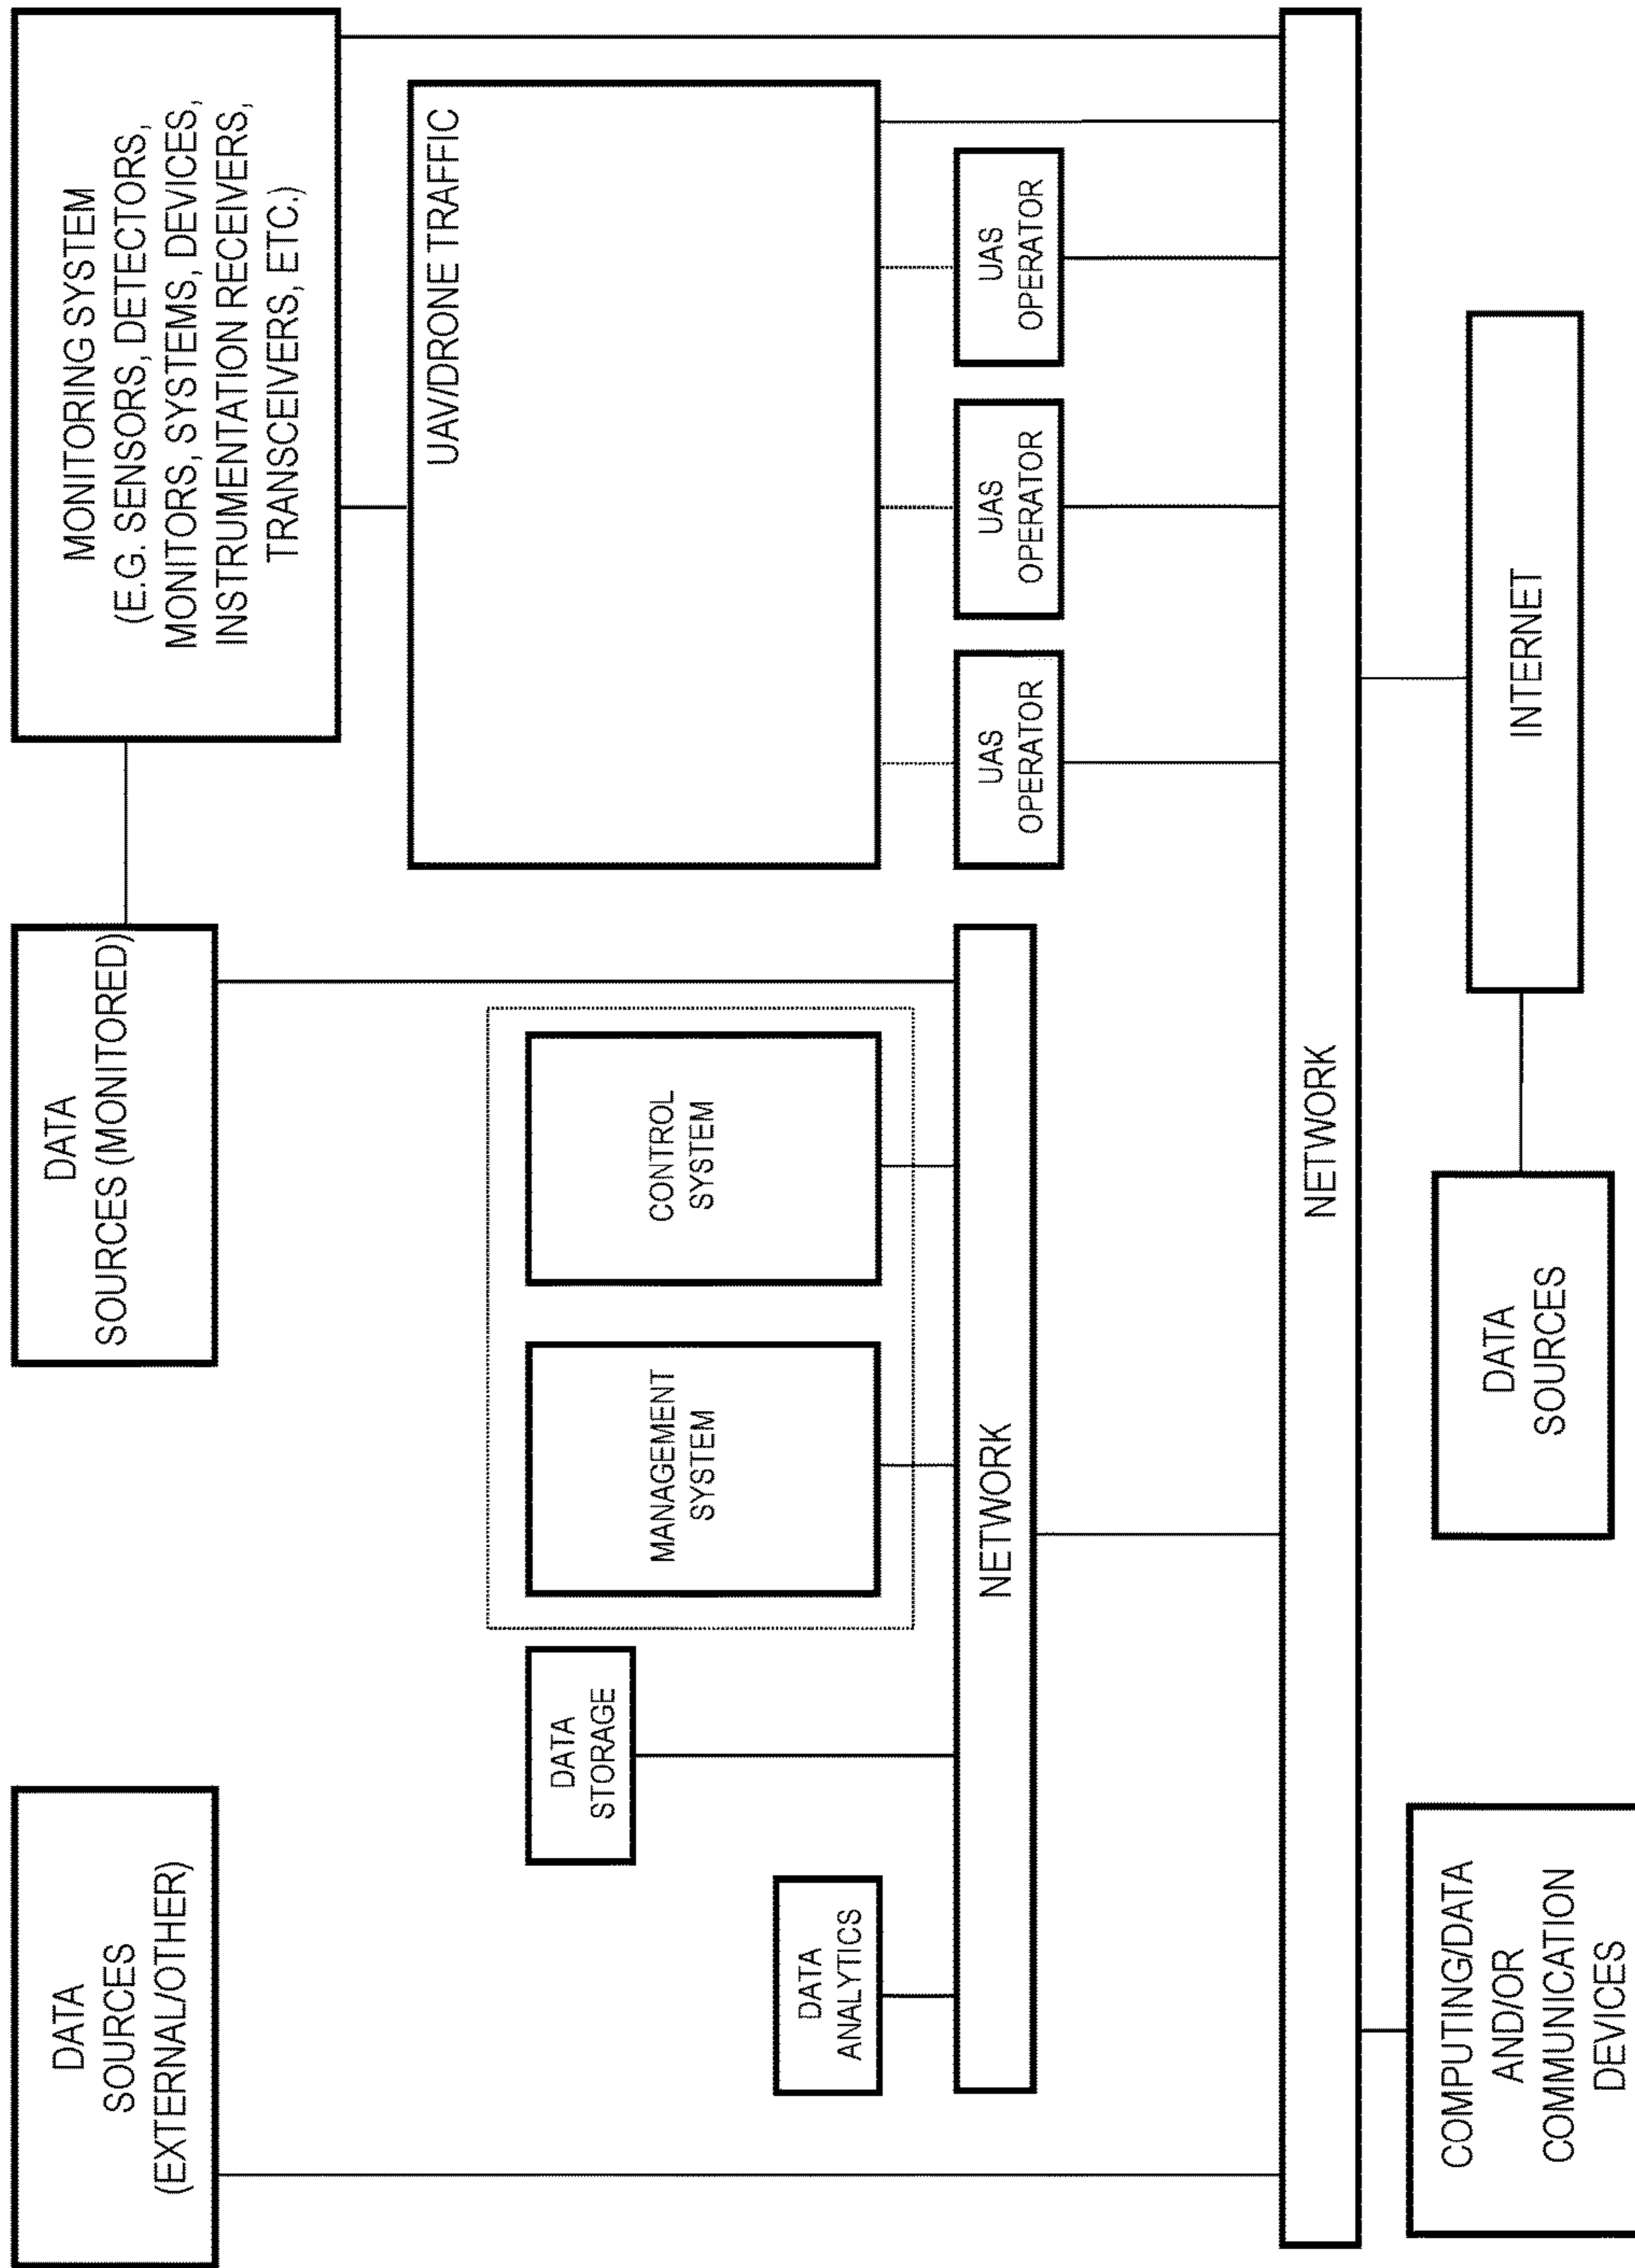 DATA
SOURCES
(EXTERNAL/OTHER)
DATA
SOURCES (MONITORED)
MONITORING SYSTEM
(E.G. SENSORS, DETECTORS,
MONITORS, SYSTEMS, DEVICES,
INSTRUMENTATION RECEIVERS,
TRANSCEIVERS, ETC.)
UAV/DRONE TRAFFIC
DATA
ANALYTICS
DATA
STORAGE
MANAGEMENT
SYSTEM
CONTROL
SYSTEM
UAS
OPERATOR
UAS
OPERATOR
UAS
OPERATOR
NETWORK
NETWORK
COMPUTING/DATA
AND/OR
COMMUNICATION
DEVICES
DATA
SOURCES
INTERNET